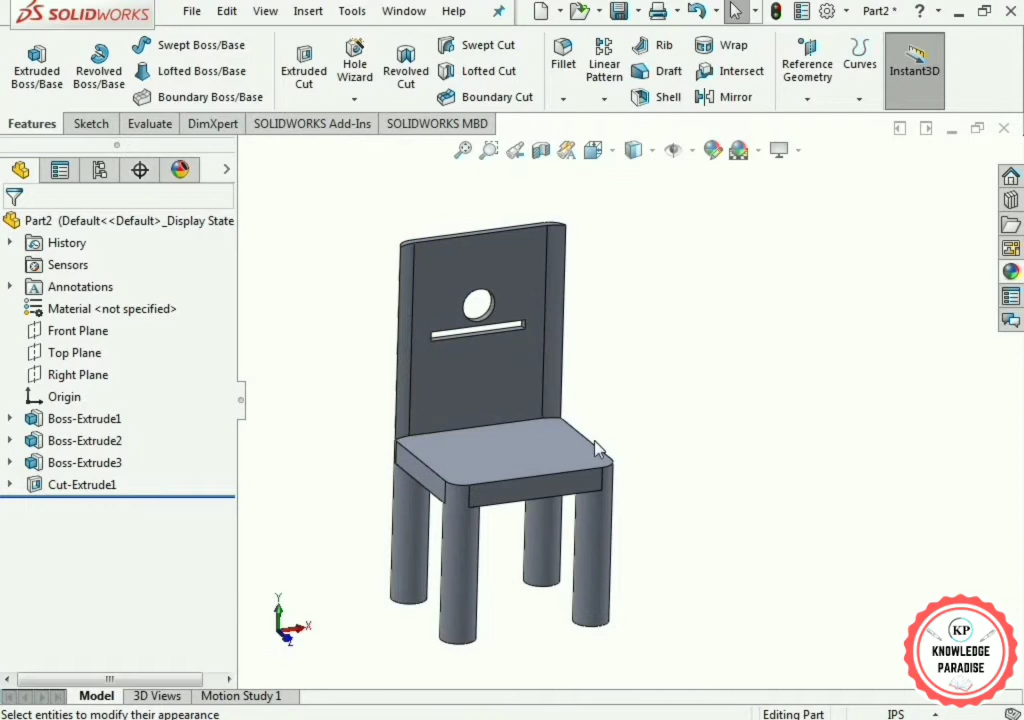 SOLIDWORKS File Edit View Insert Tools Window Help Part2 * ?
Extruded Boss/Base
Revolved Boss/Base
Swept Boss/Base
Lofted Boss/Base
Boundary Boss/Base
Extruded Cut
Hole Wizard
Revolved Cut
Swept Cut
Lofted Cut
Boundary Cut
Fillet
Linear Pattern
Rib
Draft
Shell
Wrap
Intersect
Mirror
Reference Geometry
Curves
Instant3D
Features Sketch Evaluate DimXpert SOLIDWORKS Add-Ins SOLIDWORKS MBD
Part2 (Default<<Default>_Display State
History
Sensors
A Annotations
Material <not specified>
Front Plane
Top Plane
Right Plane
Origin
Boss-Extrude1
Boss-Extrude2
Boss-Extrude3
Cut-Extrude1
Y
X
Z
KP
KNOWLEDGE
PARADISE
Model 3D Views Motion Study 1
Select entities to modify their appearance Editing Part IPS